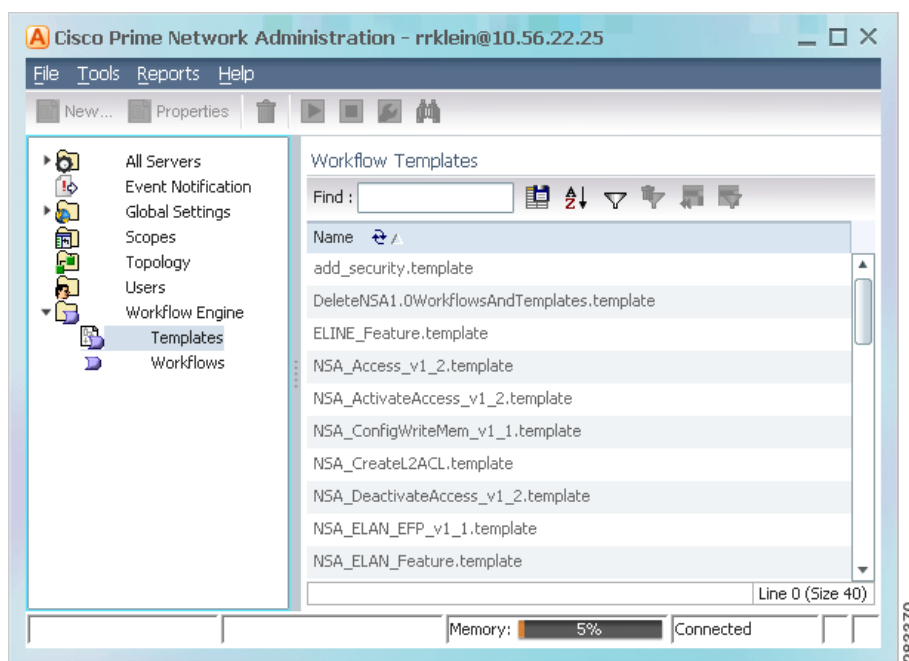 Cisco Prime Network Administration - rrklein@10.56.22.25
File Tools Reports Help
New... Properties
All Servers
Event Notification
Global Settings
Scopes
Topology
Users
Workflow Engine
Templates
Workflows
Workflow Templates
Find :
Name
add_security.template
DeleteNSA1.0WorkflowsAndTemplates.template
ELINE_Feature.template
NSA_Access_v1_2.template
NSA_ActivateAccess_v1_2.template
NSA_ConfigWriteMem_v1_1.template
NSA_CreateL2ACL.template
NSA_DeactivateAccess_v1_2.template
NSA_ELAN_EFP_v1_1.template
NSA_ELAN_Feature.template
Line 0 (Size 40)
Memory: 5% Connected